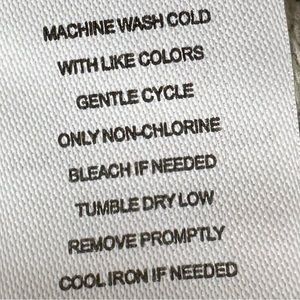 MACHINE WASH COLD
WITH LIKE COLORS
GENTLE CYCLE
ONLY NON-CHLORINE
BLEACH IF NEEDED
TUMBLE DRY LOW
REMOVE PROMPTLY
COOL IRON IF NEEDED